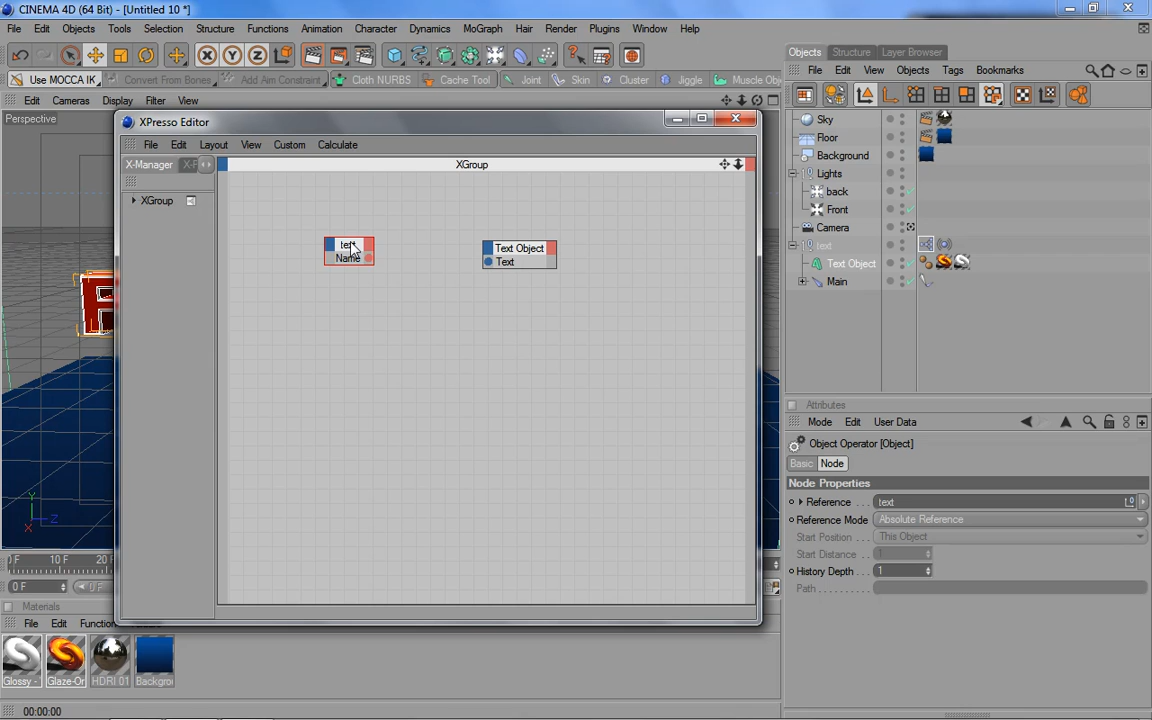 CINEMA 4D (64 Bit) - [Untitled 10 *]
File Edit Objects Tools Selection Structure Functions Animation Character Dynamics MoGraph Hair Render Plugins Window Help
Use MOCCA IK Convert From Bones Add Aim Constraint Cloth NURBS Cache Tool Joint Skin Cluster Jiggle Muscle Obj
Edit Cameras Display Filter View
Perspective
XPresso Editor
File Edit Layout View Custom Calculate
X-Manager X-P
XGroup
XGroup
text
Name
Text Object
Text
Y
Z
X
0 F 10 F 20
0 F 0 F
Materials
File Edit Function
Glossy - Glaze-Or HDRI 01 Backgro
00:00:00
Objects Structure Layer Browser
File Edit View Objects Tags Bookmarks
Sky
Floor
Background
Lights
back
Front
Camera
text
Text Object
Main
Attributes
Mode Edit User Data
Object Operator [Object]
Basic Node
Node Properties
Reference . . . text
Reference Mode Absolute Reference
Start Position . This Object
Start Distance . 1
History Depth . . 1
Path . . . . . . . . .